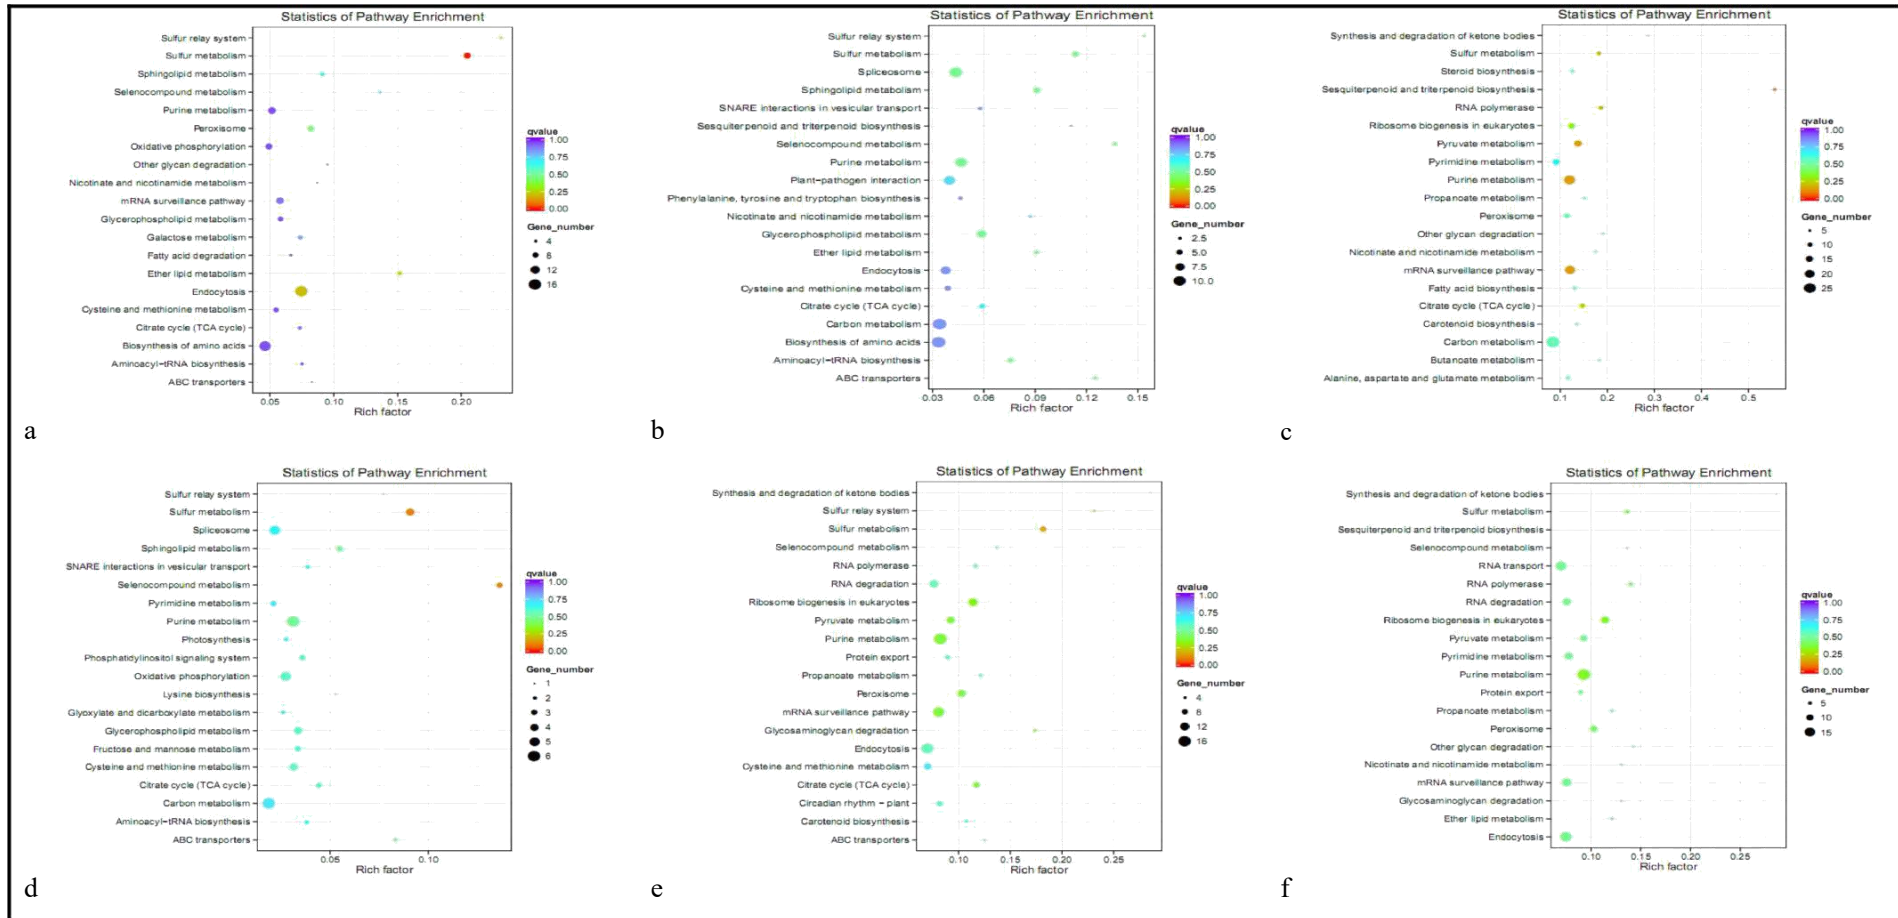 Statistics of Pathway Enrichment
Sulfur relay system
Sulfur metabolism
Sphingolipid metabolism
Selenocompound metabolism
Purine metabolism
Peroxisome
Oxidative phosphorylation
Other glycan degradation
Nicotinate and nicotinamide metabolism
mRNA surveillance pathway
Glycerophospholipid metabolism
Galactose metabolism
Fatty acid degradation
Ether lipid metabolism
Endocytosis
Cysteine and methionine metabolism
Citrate cycle (TCA cycle)
Biosynthesis of amino acids
Aminoacyl−tRNA biosynthesis
ABC transporters
0.05 0.10 0.15 0.20
Rich factor
qvalue
1.00
0.75
0.50
0.25
0.00
Gene_number
4
8
12
16
a
Statistics of Pathway Enrichment
Sulfur relay system
Sulfur metabolism
Spliceosome
Sphingolipid metabolism
SNARE interactions in vesicular transport
Sesquiterpenoid and triterpenoid biosynthesis
Selenocompound metabolism
Purine metabolism
Plant−pathogen interaction
Phenylalanine, tyrosine and tryptophan biosynthesis
Nicotinate and nicotinamide metabolism
Glycerophospholipid metabolism
Ether lipid metabolism
Endocytosis
Cysteine and methionine metabolism
Citrate cycle (TCA cycle)
Carbon metabolism
Biosynthesis of amino acids
Aminoacyl−tRNA biosynthesis
ABC transporters
0.03 0.06 0.09 0.12 0.15
Rich factor
qvalue
1.00
0.75
0.50
0.25
0.00
Gene_number
2.5
5.0
7.5
10.0
b
Statistics of Pathway Enrichment
Synthesis and degradation of ketone bodies
Sulfur metabolism
Steroid biosynthesis
Sesquiterpenoid and triterpenoid biosynthesis
RNA polymerase
Ribosome biogenesis in eukaryotes
Pyruvate metabolism
Pyrimidine metabolism
Purine metabolism
Propanoate metabolism
Peroxisome
Other glycan degradation
Nicotinate and nicotinamide metabolism
mRNA surveillance pathway
Fatty acid biosynthesis
Citrate cycle (TCA cycle)
Carotenoid biosynthesis
Carbon metabolism
Butanoate metabolism
Alanine, aspartate and glutamate metabolism
0.1 0.2 0.3 0.4 0.5
Rich factor
qvalue
1.00
0.75
0.50
0.25
0.00
Gene_number
5
10
15
20
25
c
Statistics of Pathway Enrichment
Sulfur relay system
Sulfur metabolism
Spliceosome
Sphingolipid metabolism
SNARE interactions in vesicular transport
Selenocompound metabolism
Pyrimidine metabolism
Purine metabolism
Photosynthesis
Phosphatidylinositol signaling system
Oxidative phosphorylation
Lysine biosynthesis
Glyoxylate and dicarboxylate metabolism
Glycerophospholipid metabolism
Fructose and mannose metabolism
Cysteine and methionine metabolism
Citrate cycle (TCA cycle)
Carbon metabolism
Aminoacyl−tRNA biosynthesis
ABC transporters
0.05 0.10
Rich factor
qvalue
1.00
0.75
0.50
0.25
0.00
Gene_number
1
2
3
4
5
6
d
Statistics of Pathway Enrichment
Synthesis and degradation of ketone bodies
Sulfur relay system
Sulfur metabolism
Selenocompound metabolism
RNA polymerase
RNA degradation
Ribosome biogenesis in eukaryotes
Pyruvate metabolism
Purine metabolism
Protein export
Propanoate metabolism
Peroxisome
mRNA surveillance pathway
Glycosaminoglycan degradation
Endocytosis
Cysteine and methionine metabolism
Citrate cycle (TCA cycle)
Circadian rhythm − plant
Carotenoid biosynthesis
ABC transporters
0.10 0.15 0.20 0.25
Rich factor
qvalue
1.00
0.75
0.50
0.25
0.00
Gene_number
4
8
12
16
e
Statistics of Pathway Enrichment
Synthesis and degradation of ketone bodies
Sulfur metabolism
Sesquiterpenoid and triterpenoid biosynthesis
Selenocompound metabolism
RNA transport
RNA polymerase
RNA degradation
Ribosome biogenesis in eukaryotes
Pyruvate metabolism
Pyrimidine metabolism
Purine metabolism
Protein export
Propanoate metabolism
Peroxisome
Other glycan degradation
Nicotinate and nicotinamide metabolism
mRNA surveillance pathway
Glycosaminoglycan degradation
Ether lipid metabolism
Endocytosis
0.10 0.15 0.20 0.25
Rich factor
qvalue
1.00
0.75
0.50
0.25
0.00
Gene_number
5
10
15
f